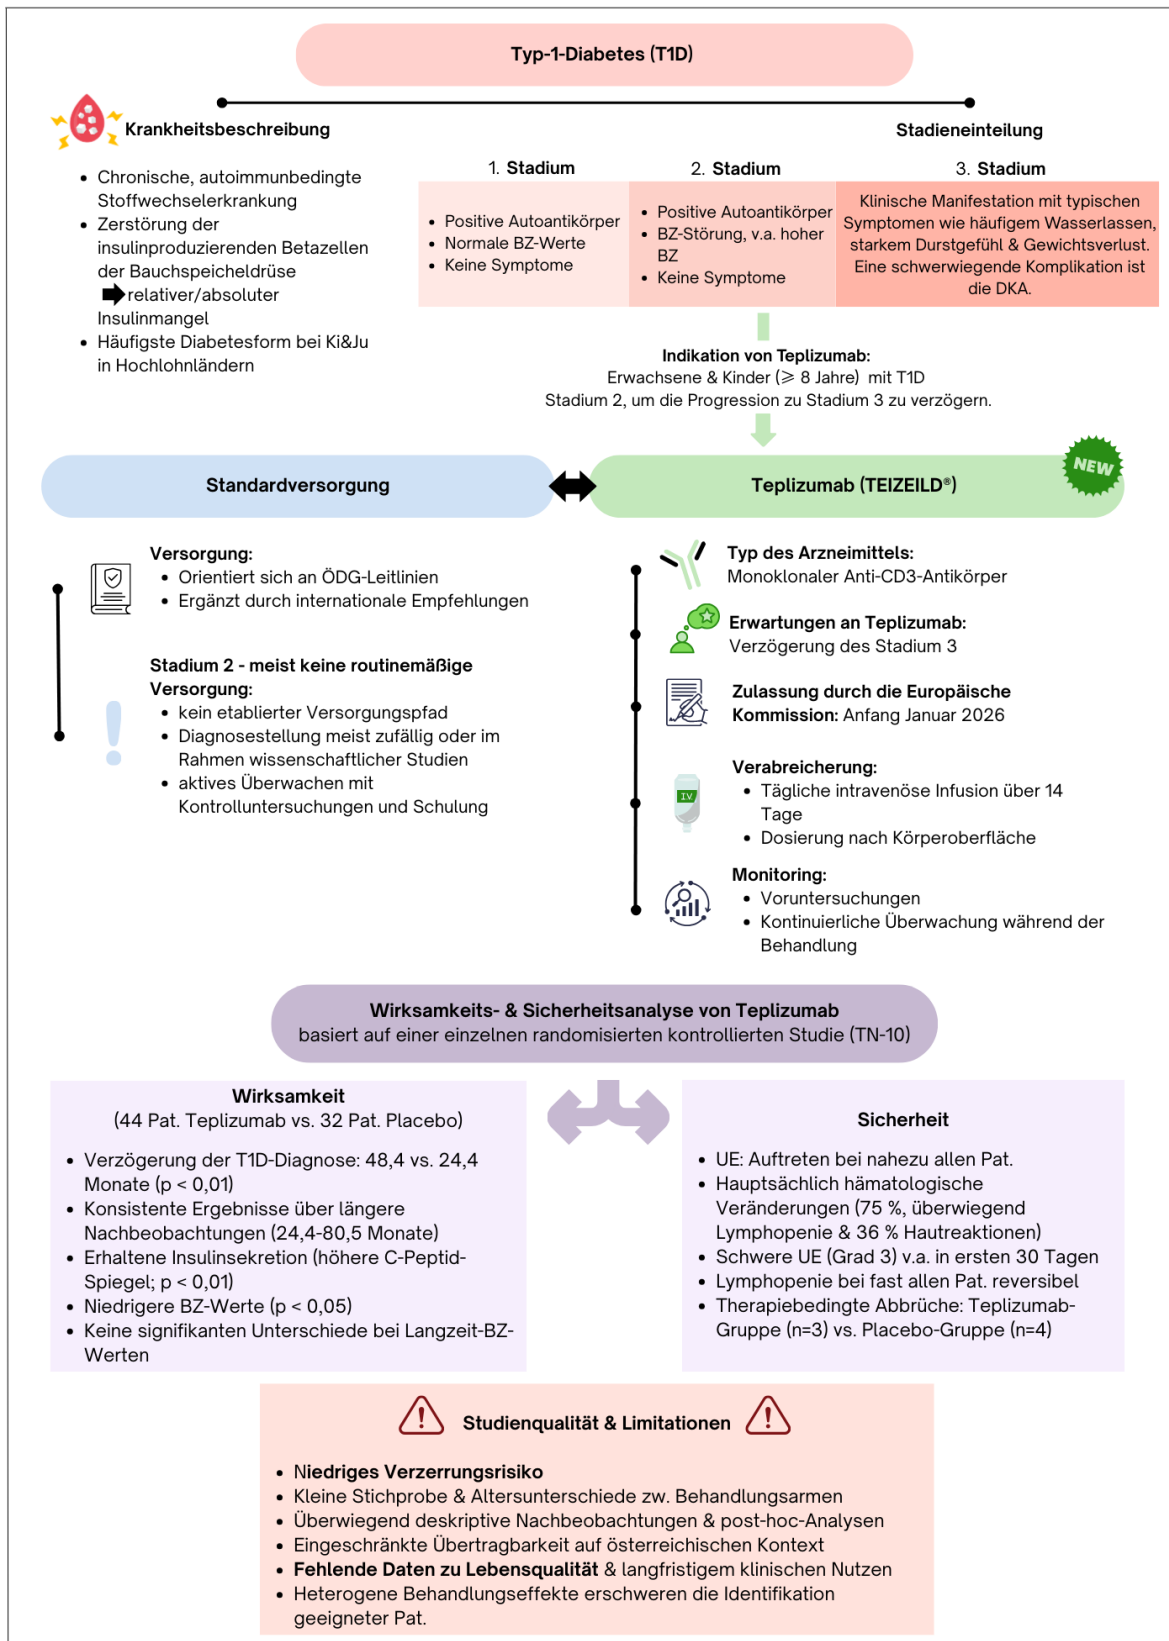 Typ-1-Diabetes (T1D)
Krankheitsbeschreibung
• Chronische, autoimmunbedingte
Stoffwechselerkrankung
• Zerstörung der
insulinproduzierenden Betazellen
der Bauchspeicheldrüse
relativer/absoluter
Insulinmangel
• Häufigste Diabetesform bei Ki&Ju
in Hochlohnländern
Stadieneinteilung
1. Stadium
• Positive Autoantikörper
• Normale BZ-Werte
• Keine Symptome
2. Stadium
• Positive Autoantikörper
• BZ-Störung, v.a. hoher
BZ
• Keine Symptome
3. Stadium
Klinische Manifestation mit typischen
Symptomen wie häufigem Wasserlassen,
starkem Durstgefühl & Gewichtsverlust.
Eine schwerwiegende Komplikation ist
die DKA.
Indikation von Teplizumab:
Erwachsene & Kinder (⩾ 8 Jahre) mit T1D
Stadium 2, um die Progression zu Stadium 3 zu verzögern.
Standardversorgung
Versorgung:
• Orientiert sich an ÖDG-Leitlinien
• Ergänzt durch internationale Empfehlungen
Stadium 2 - meist keine routinemäßige
Versorgung:
• kein etablierter Versorgungspfad
• Diagnosestellung meist zufällig oder im
Rahmen wissenschaftlicher Studien
• aktives Überwachen mit
Kontrolluntersuchungen und Schulung
Teplizumab (TEIZEILD®)
NEW
Typ des Arzneimittels:
Monoklonaler Anti-CD3-Antikörper
Erwartungen an Teplizumab:
Verzögerung des Stadium 3
Zulassung durch die Europäische
Kommission: Anfang Januar 2026
IV
Verabreicherung:
• Tägliche intravenöse Infusion über 14
Tage
• Dosierung nach Körperoberfläche
Monitoring:
• Voruntersuchungen
• Kontinuierliche Überwachung während der
Behandlung
Wirksamkeits- & Sicherheitsanalyse von Teplizumab
basiert auf einer einzelnen randomisierten kontrollierten Studie (TN-10)
Wirksamkeit
(44 Pat. Teplizumab vs. 32 Pat. Placebo)
• Verzögerung der T1D-Diagnose: 48,4 vs. 24,4
Monate (p < 0,01)
• Konsistente Ergebnisse über längere
Nachbeobachtungen (24,4-80,5 Monate)
• Erhaltene Insulinsekretion (höhere C-Peptid-
Spiegel; p < 0,01)
• Niedrigere BZ-Werte (p < 0,05)
• Keine signifikanten Unterschiede bei Langzeit-BZ-
Werten
Sicherheit
• UE: Auftreten bei nahezu allen Pat.
• Hauptsächlich hämatologische
Veränderungen (75 %, überwiegend
Lymphopenie & 36 % Hautreaktionen)
• Schwere UE (Grad 3) v.a. in ersten 30 Tagen
• Lymphopenie bei fast allen Pat. reversibel
• Therapiebedingte Abbrüche: Teplizumab-
Gruppe (n=3) vs. Placebo-Gruppe (n=4)
Studienqualität & Limitationen
• Niedriges Verzerrungsrisiko
• Kleine Stichprobe & Altersunterschiede zw. Behandlungsarmen
• Überwiegend deskriptive Nachbeobachtungen & post-hoc-Analysen
• Eingeschränkte Übertragbarkeit auf österreichischen Kontext
• Fehlende Daten zu Lebensqualität & langfristigem klinischen Nutzen
• Heterogene Behandlungseffekte erschweren die Identifikation
geeigneter Pat.